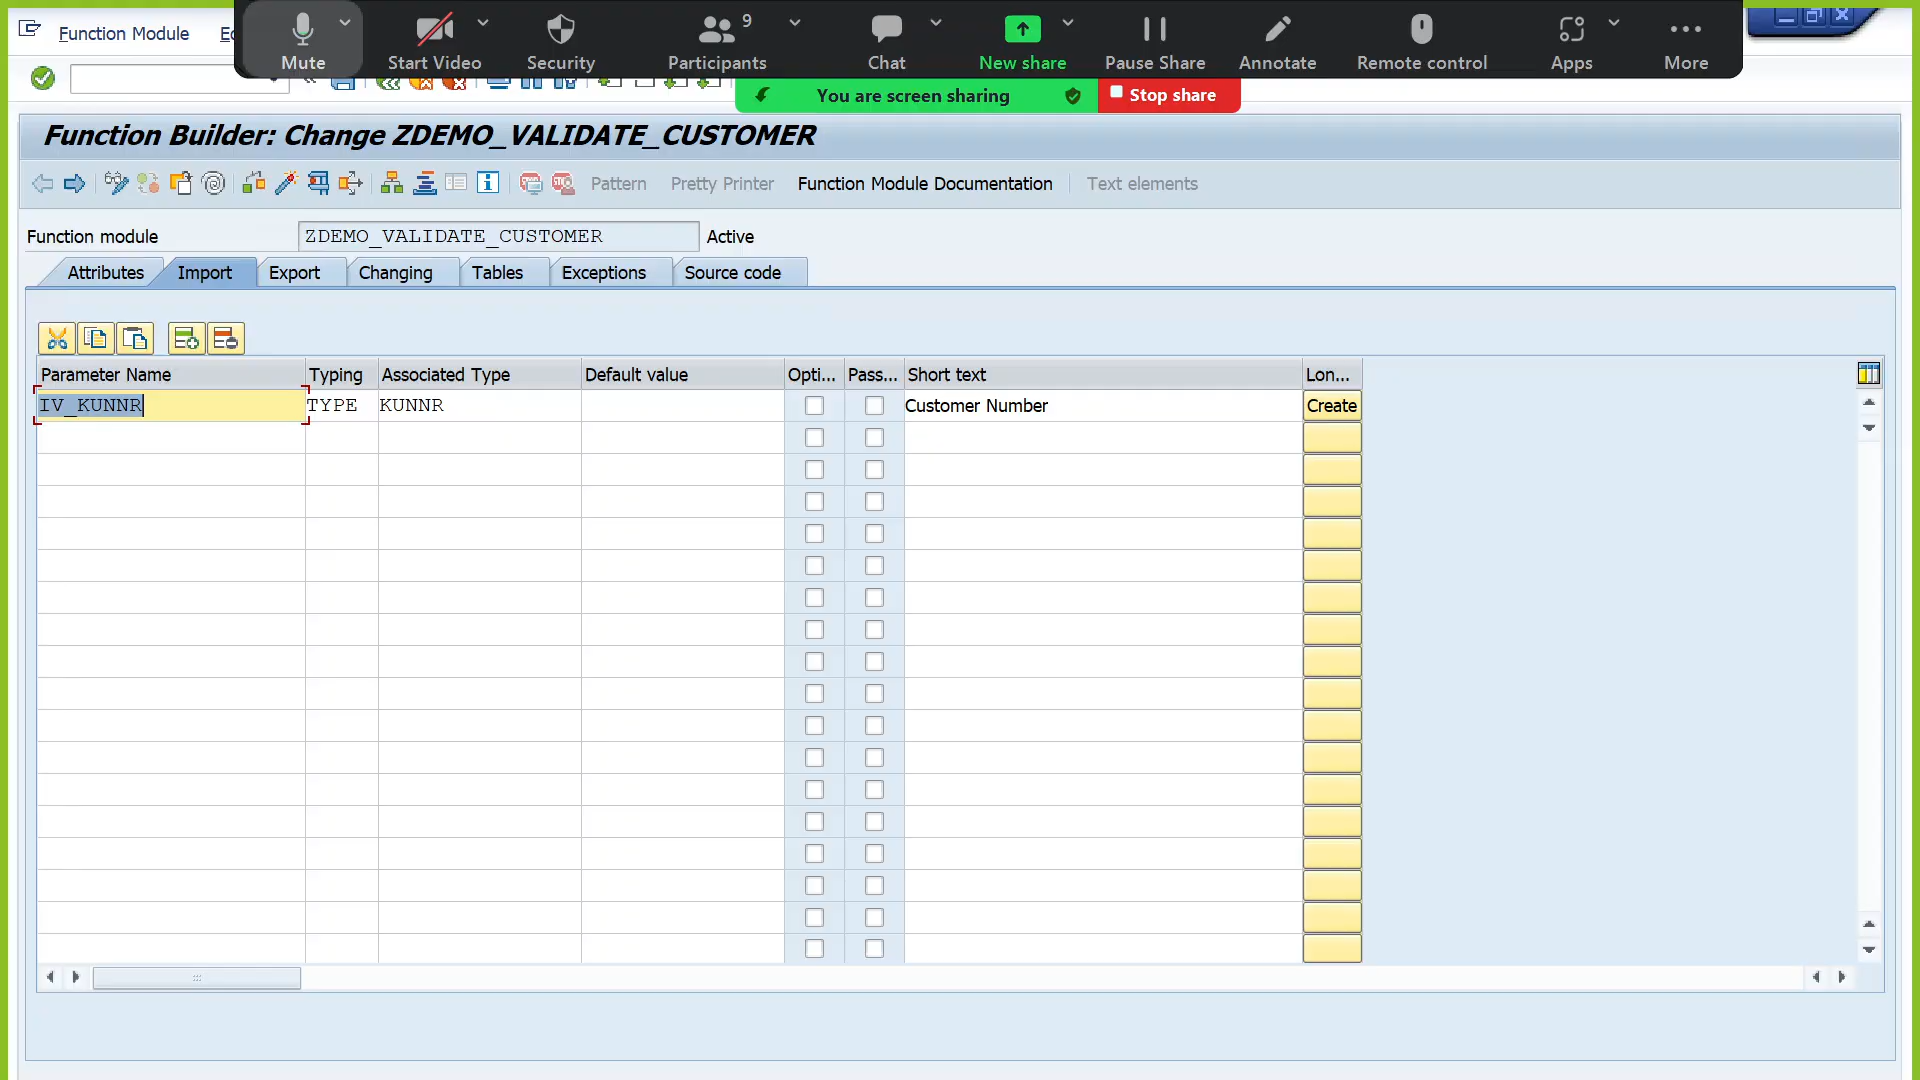 Function Module
Mute
Start Video
Security
Participants
9
Chat
New share
Pause Share
Annotate
Remote control
Apps
More
You are screen sharing
Stop share
Function Builder: Change ZDEMO_VALIDATE_CUSTOMER
Pattern
Pretty Printer
Function Module Documentation
Text elements
Function module
ZDEMO_VALIDATE_CUSTOMER
Active
Attributes
Import
Export
Changing
Tables
Exceptions
Source code
Parameter Name
Typing
Associated Type
Default value
Opti...
Pass...
Short text
Lon...
IV_KUNNR
TYPE
KUNNR
Customer Number
Create